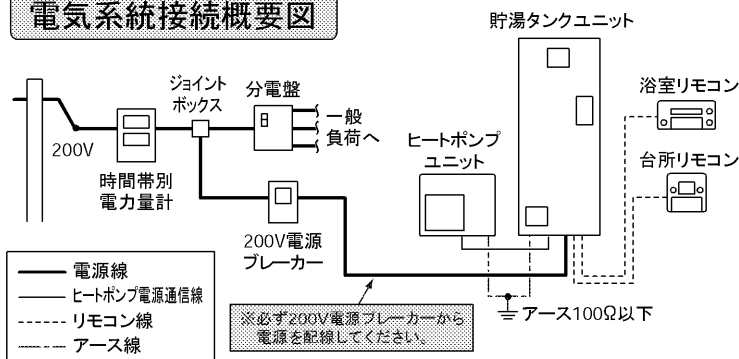 電気系統接続概要図
貯湯タンクユニット
ジョイント
ボックス
分電盤
一般
負荷へ
浴室リモコン
ヒートポンプ
ユニット
台所リモコン
200V
時間帯別
電力量計
200V電源
ブレーカー
電源線
ヒートポンプ電源通信線
リモコン線
アース線
※必ず200V電源ブレーカーから
電源を配線してください。
アース100Ω以下